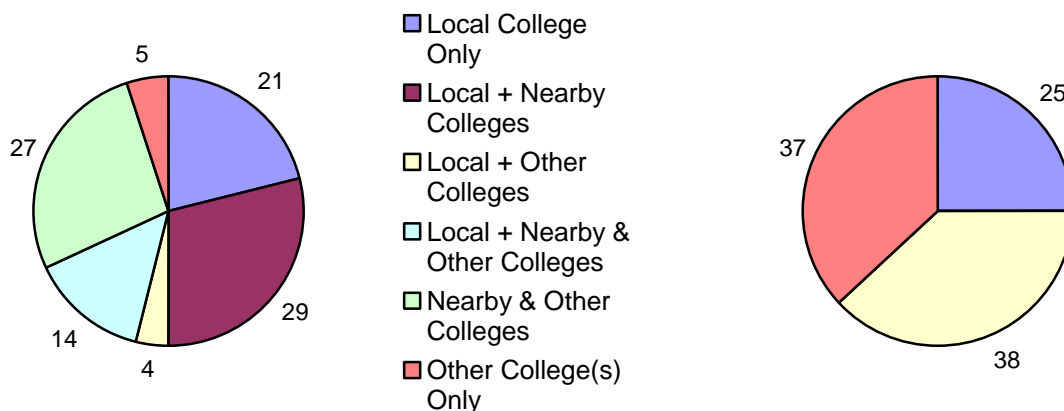 5
21
27
14
4
29
Local College
Only
Local + Nearby
Colleges
Local + Other
Colleges
Local + Nearby &
Other Colleges
Nearby & Other
Colleges
Other College(s)
Only
25
37
38